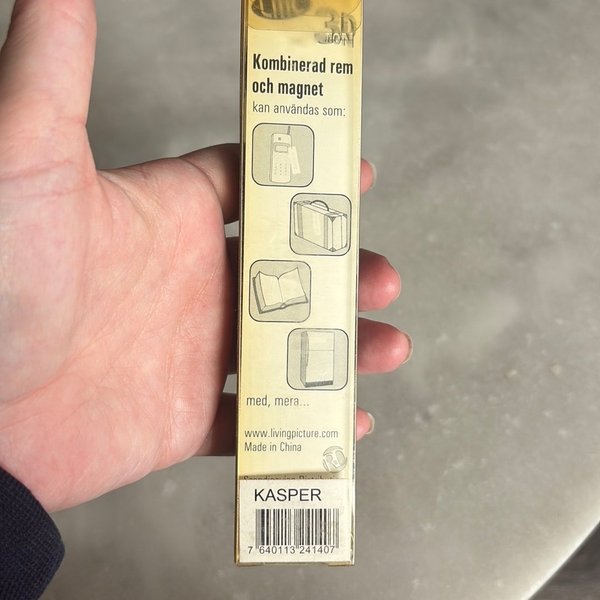 Kombinerad rem
och magnet
kan användas som:
med, mera...
www.livingpicture.com
Made in China
KASPER
7 640113 241407